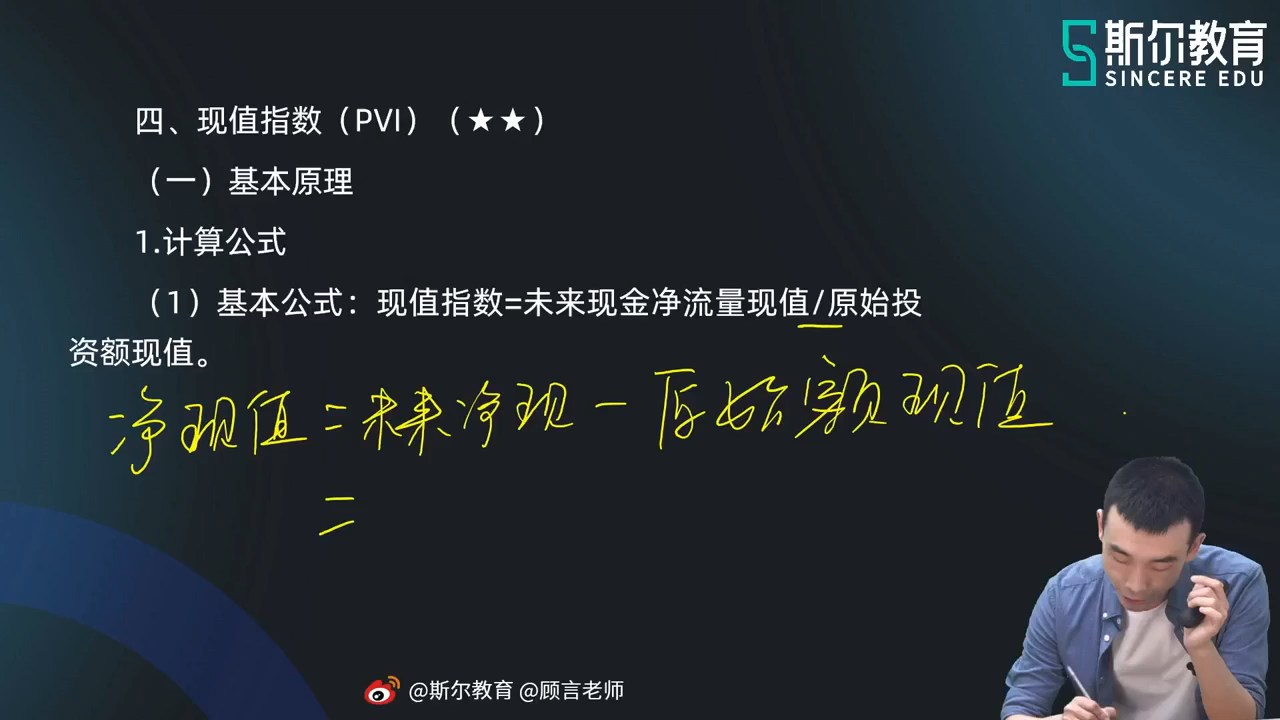 斯尔教育
SINCERE EDU
四、现值指数（PVI）（★★）
（一）基本原理
1.计算公式
（1）基本公式：现值指数=未来现金净流量现值/原始投
资额现值。
净现值=未来净现-原始额现值
=
@斯尔教育 @顾言老师